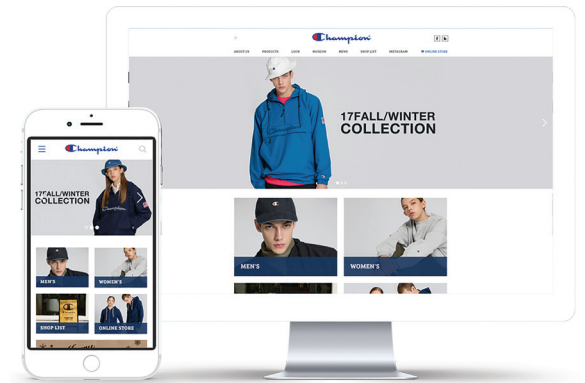 Champion
ABOUT US PRODUCTS LOOK MUSEUM NEWS SHOP LIST INSTAGRAM ONLINE STORE
17FALL/WINTER
COLLECTION
MEN'S WOMEN'S
Champion
17FALL/WINTER
COLLECTION
MEN'S WOMEN'S
SHOP LIST ONLINE STORE